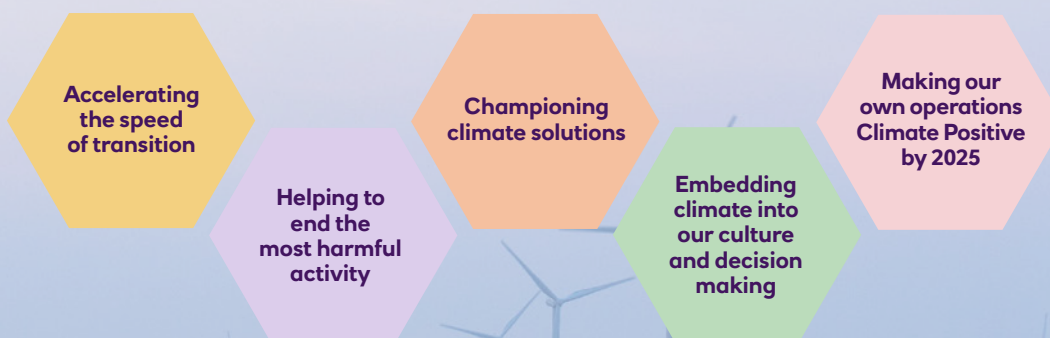 Accelerating
the speed
of transition
Helping to
end the
most harmful
activity
Championing
climate solutions
Embedding
climate into
our culture
and decision
making
Making our
own operations
Climate Positive
by 2025